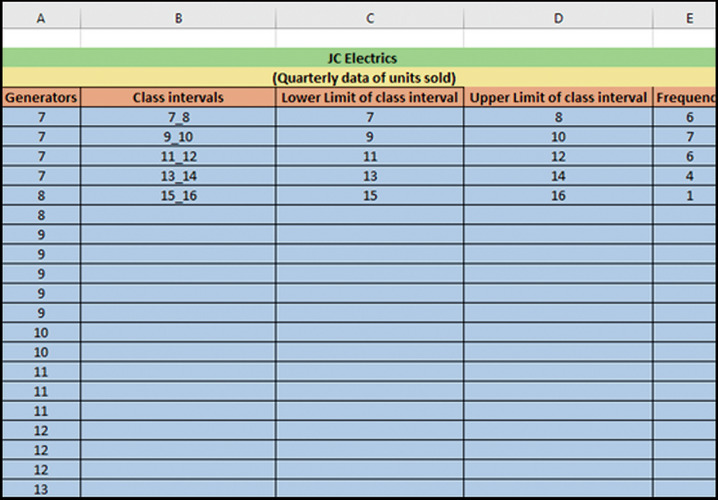 A B C D E
JC Electrics
(Quarterly data of units sold)
Generators Class intervals Lower Limit of class interval Upper Limit of class interval Frequenc
7 7_8 7 8 6
7 9_10 9 10 7
7 11_12 11 12 6
7 13_14 13 14 4
8 15_16 15 16 1
8
9
9
9
9
9
10
10
11
11
11
12
12
12
13